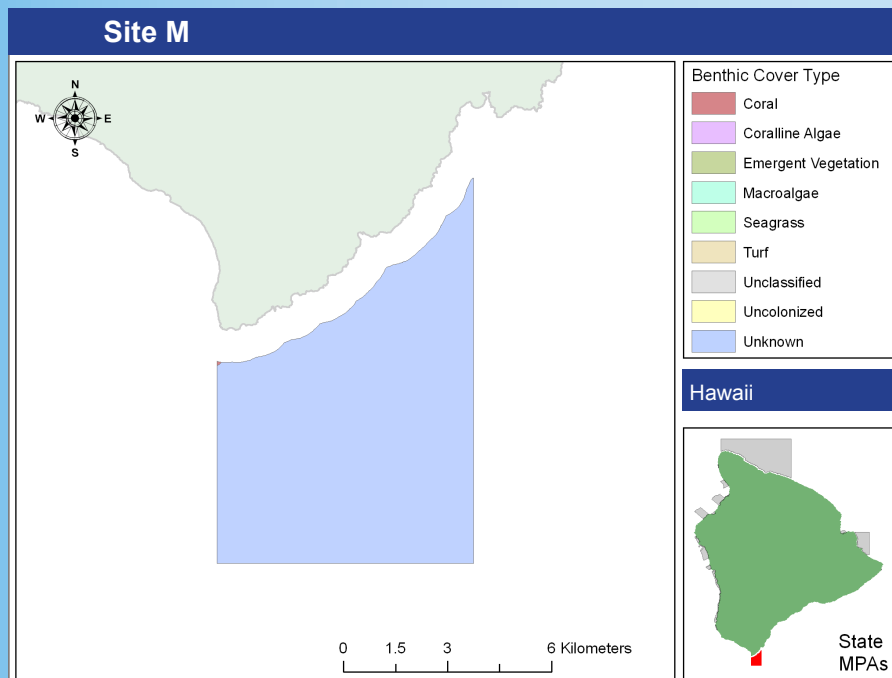 Site M
N
W E
S
Benthic Cover Type
Coral
Coralline Algae
Emergent Vegetation
Macroalgae
Seagrass
Turf
Unclassified
Uncolonized
Unknown
Hawaii
0 1.5 3 6 Kilometers
State
MPAs